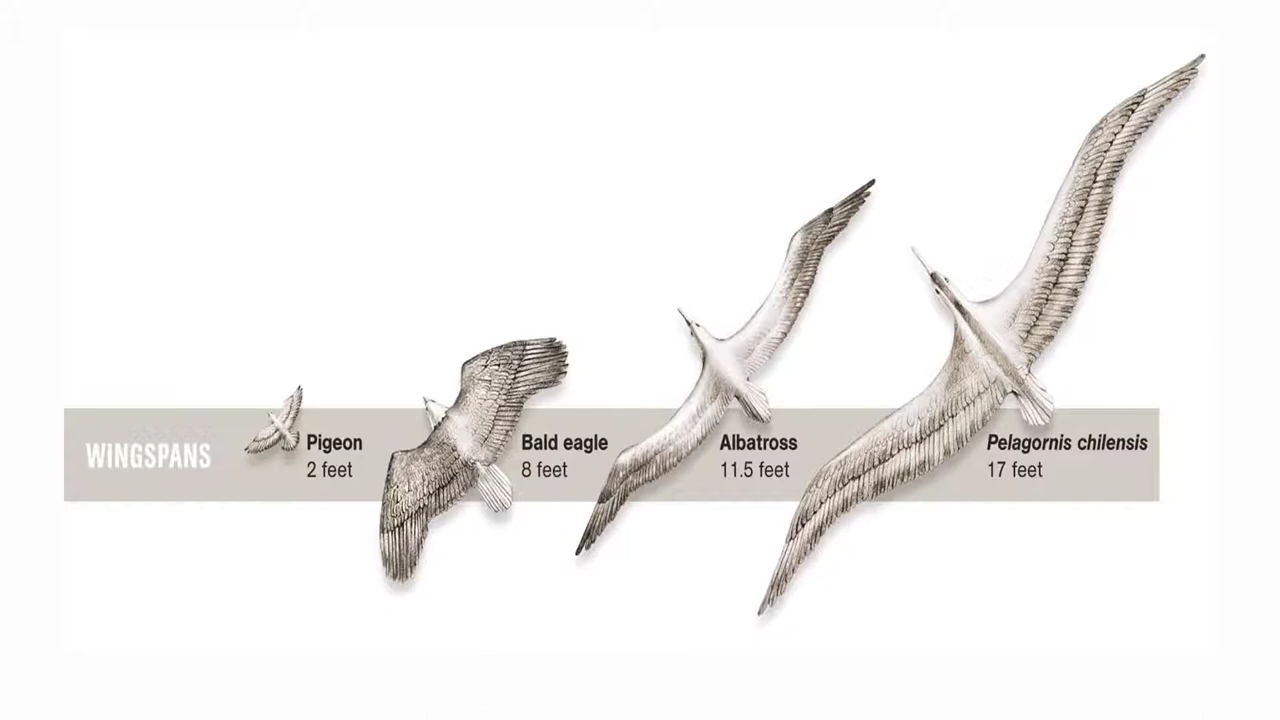 WINGSPANS
Pigeon
2 feet
Bald eagle
8 feet
Albatross
11.5 feet
Pelagornis chilensis
17 feet